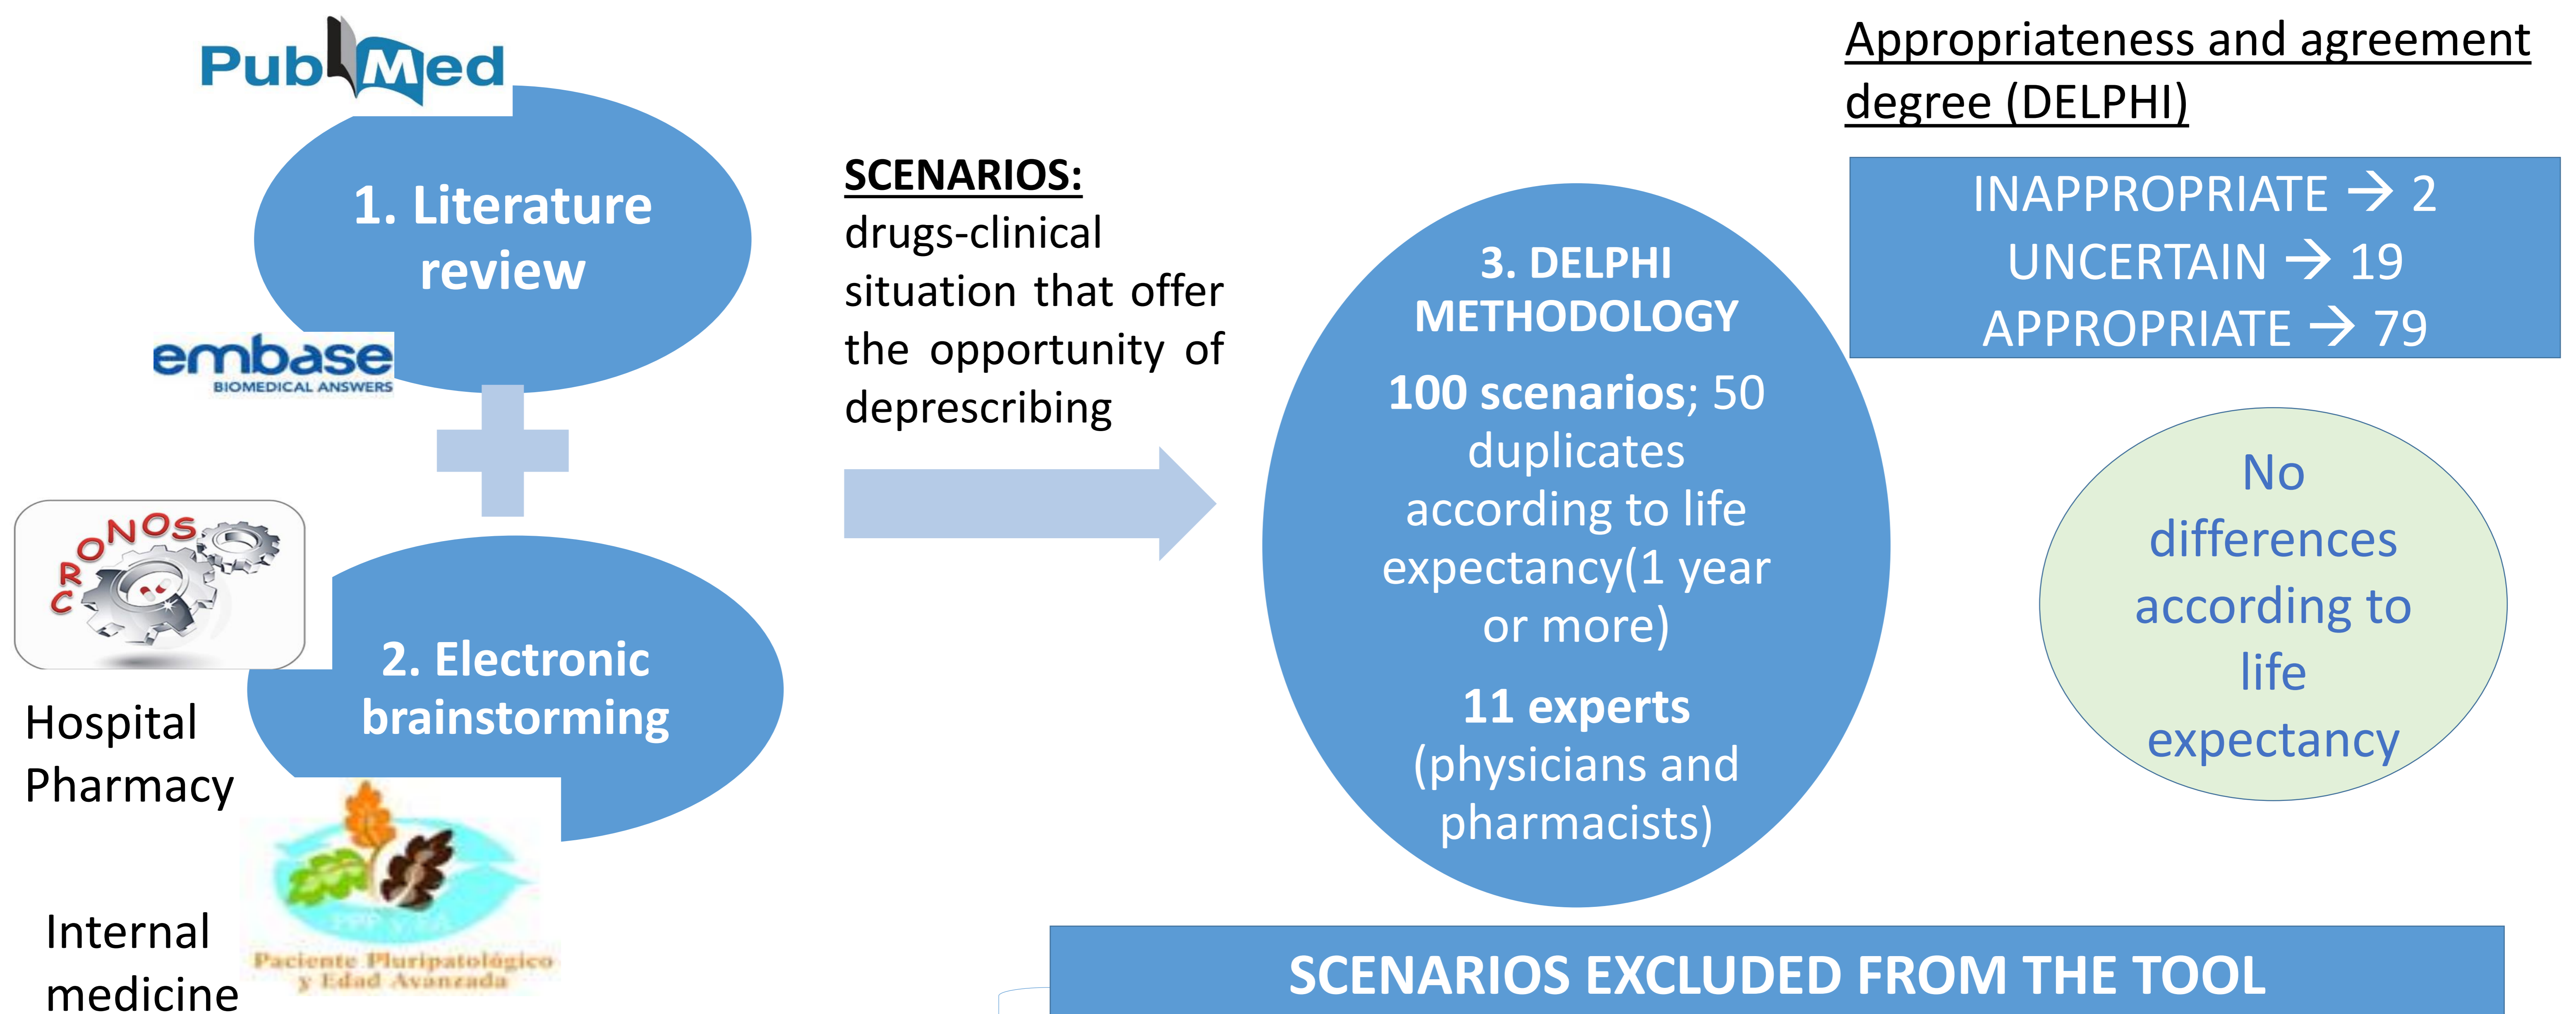 PubMed
1. Literature
review
embase
BIOMEDICAL ANSWERS
CRONOS
2. Electronic
brainstorming
Hospital
Pharmacy
Internal
medicine
Paciente Pluripatológico
y Edad Avanzada
SCENARIOS:
drugs-clinical
situation that offer
the opportunity of
deprescribing
3. DELPHI
METHODOLOGY
100 scenarios; 50
duplicates
according to life
expectancy(1 year
or more)
11 experts
(physicians and
pharmacists)
Appropriateness and agreement
degree (DELPHI)
INAPPROPRIATE → 2
UNCERTAIN → 19
APPROPRIATE → 79
No
differences
according to
life
expectancy
SCENARIOS EXCLUDED FROM THE TOOL